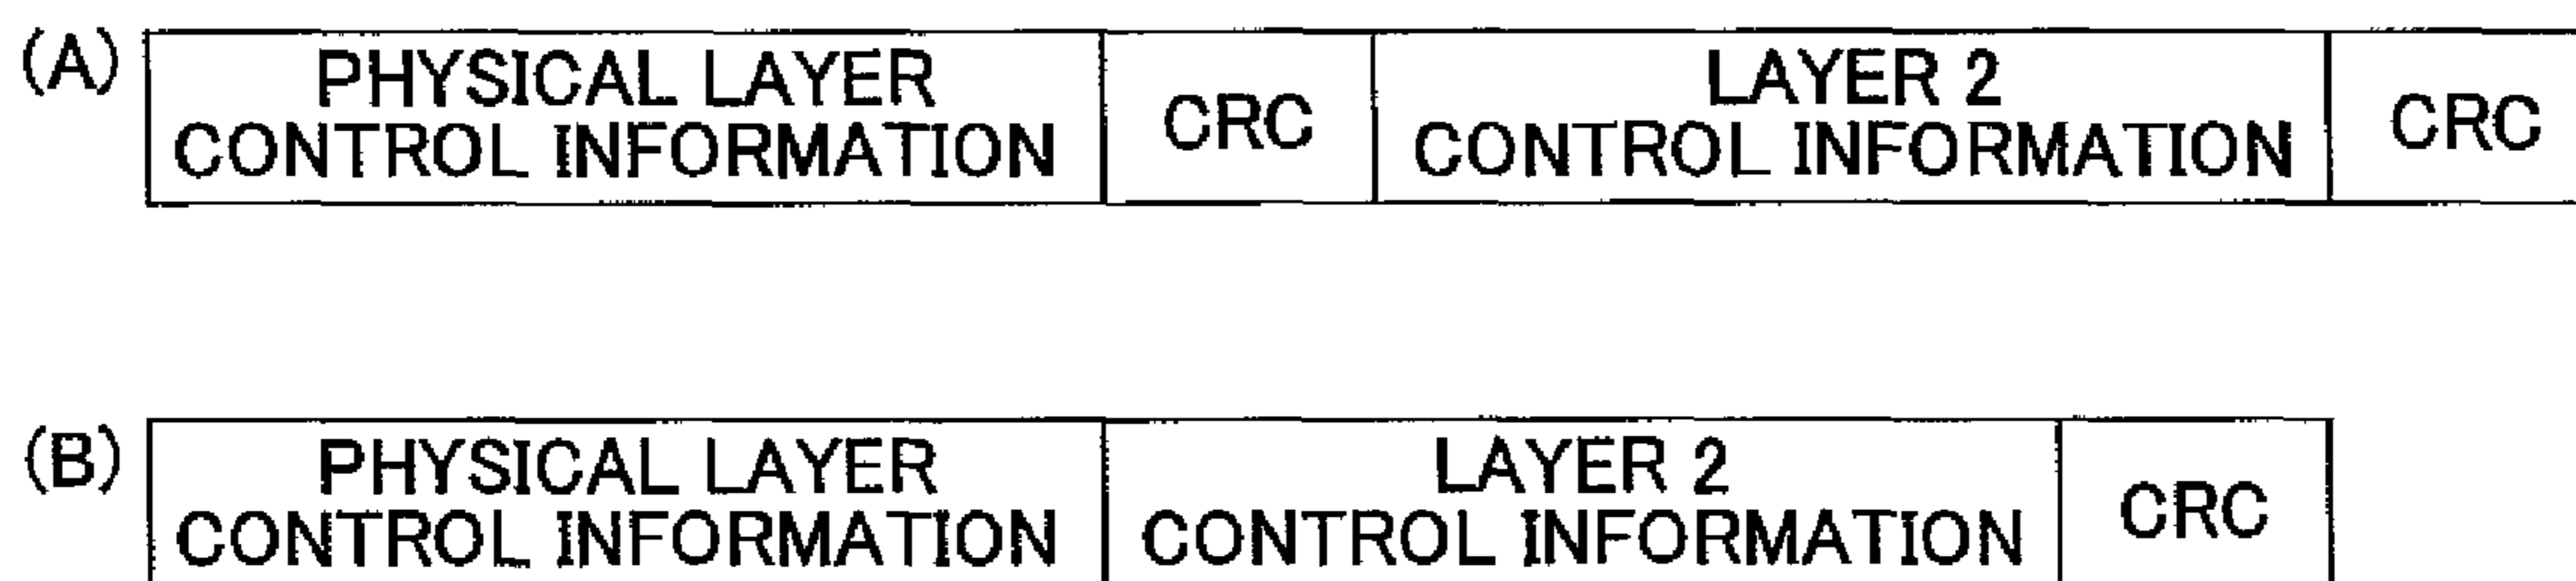 (A)
PHYSICAL LAYER
CONTROL INFORMATION
CRC
LAYER 2
CONTROL INFORMATION
CRC
(B)
PHYSICAL LAYER
CONTROL INFORMATION
LAYER 2
CONTROL INFORMATION
CRC